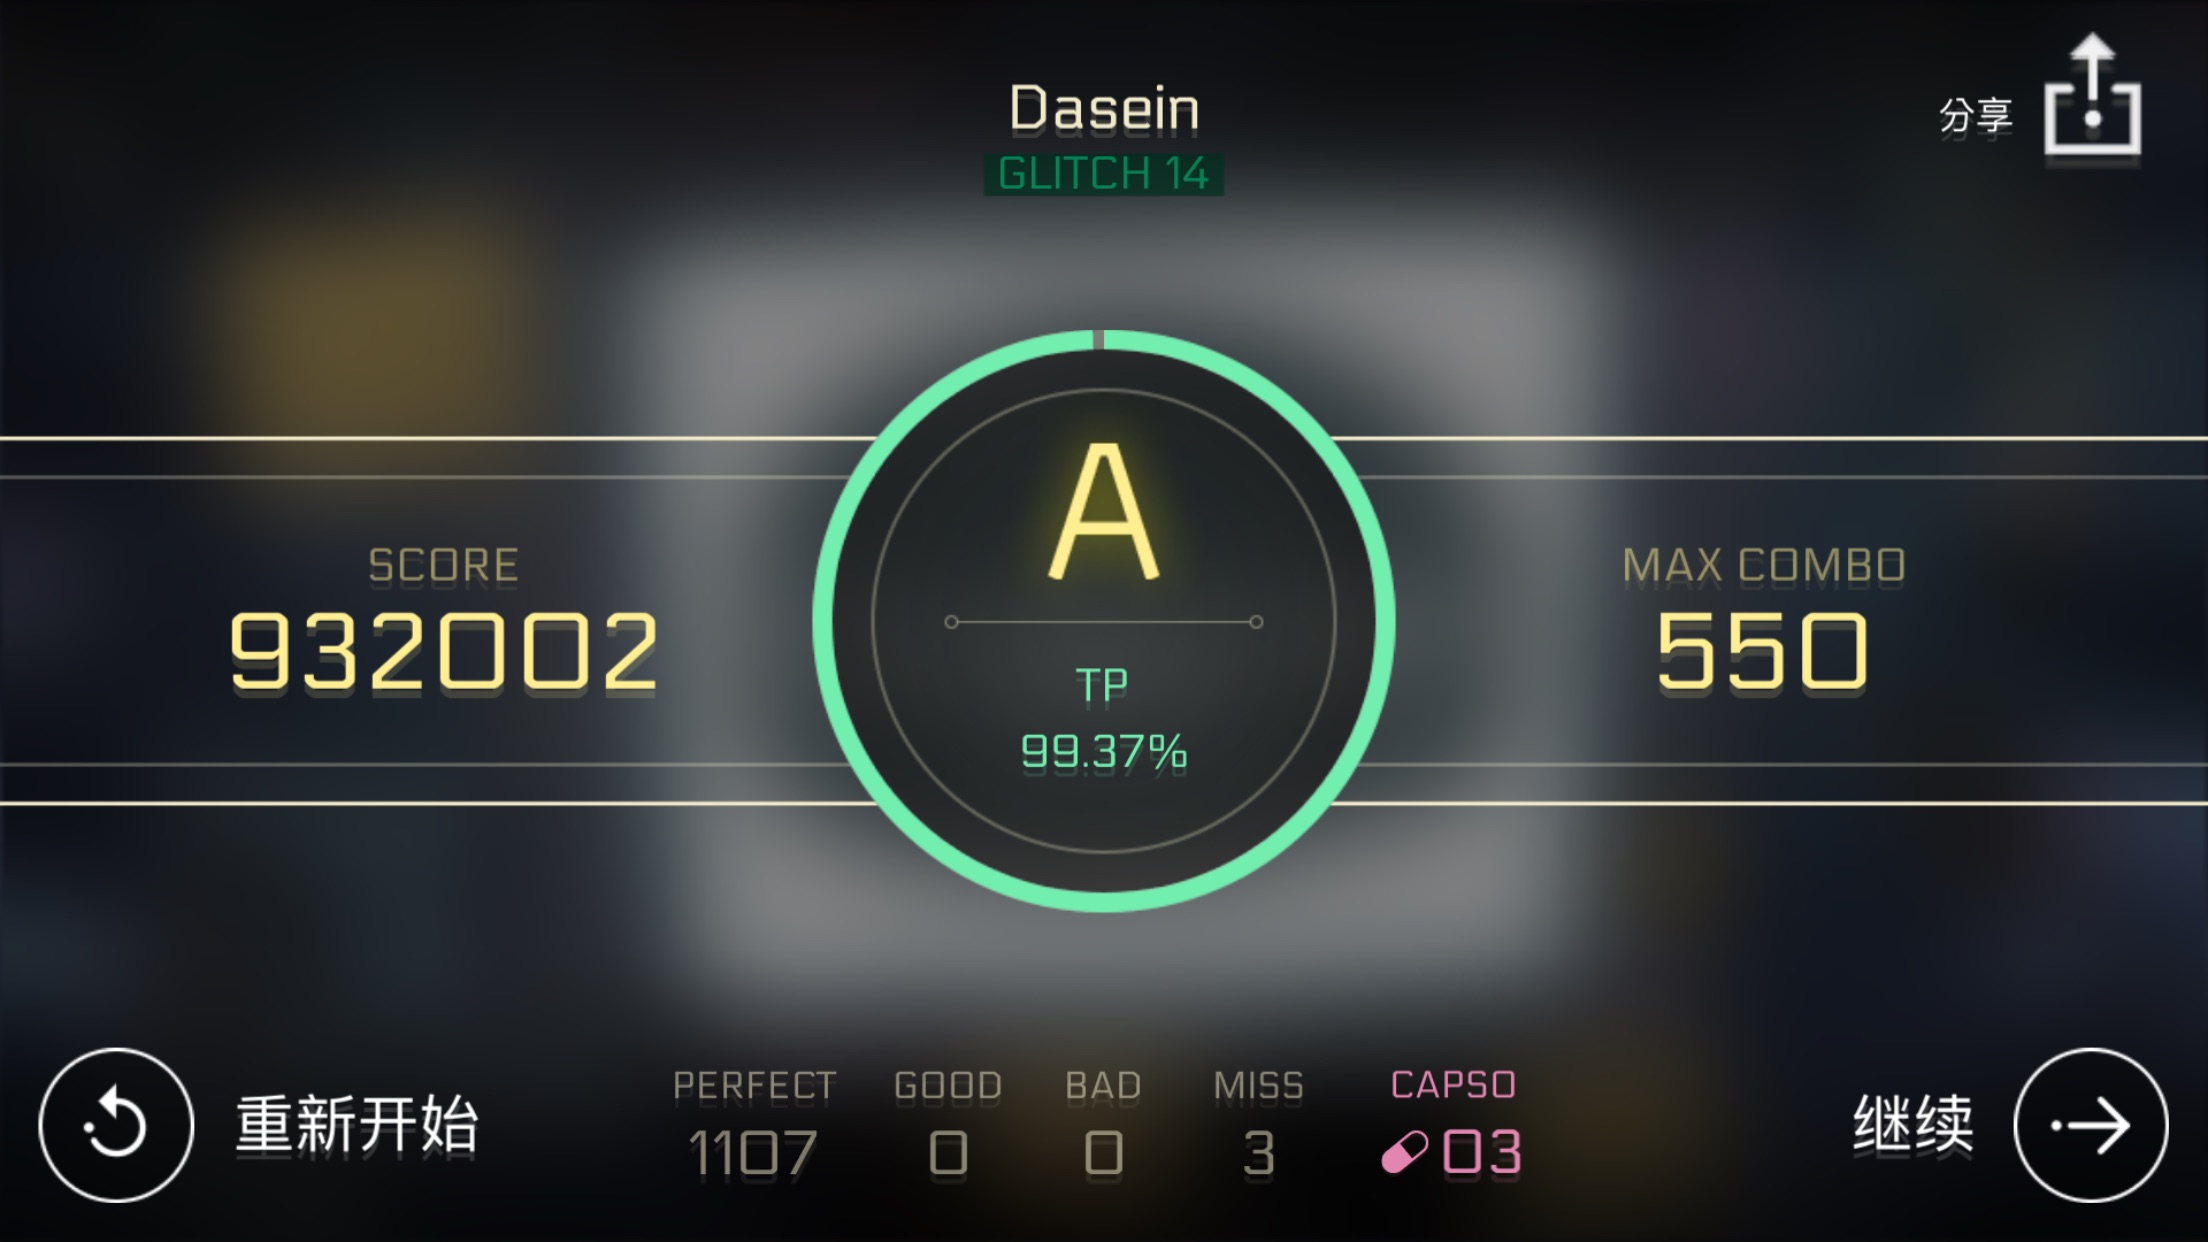 Dasein
GLITCH 14
分享
SCORE
932002
A
TP
99.37%
MAX COMBO
550
重新开始
PERFECT GOOD BAD MISS CAPSO
1107 0 0 3 03
继续